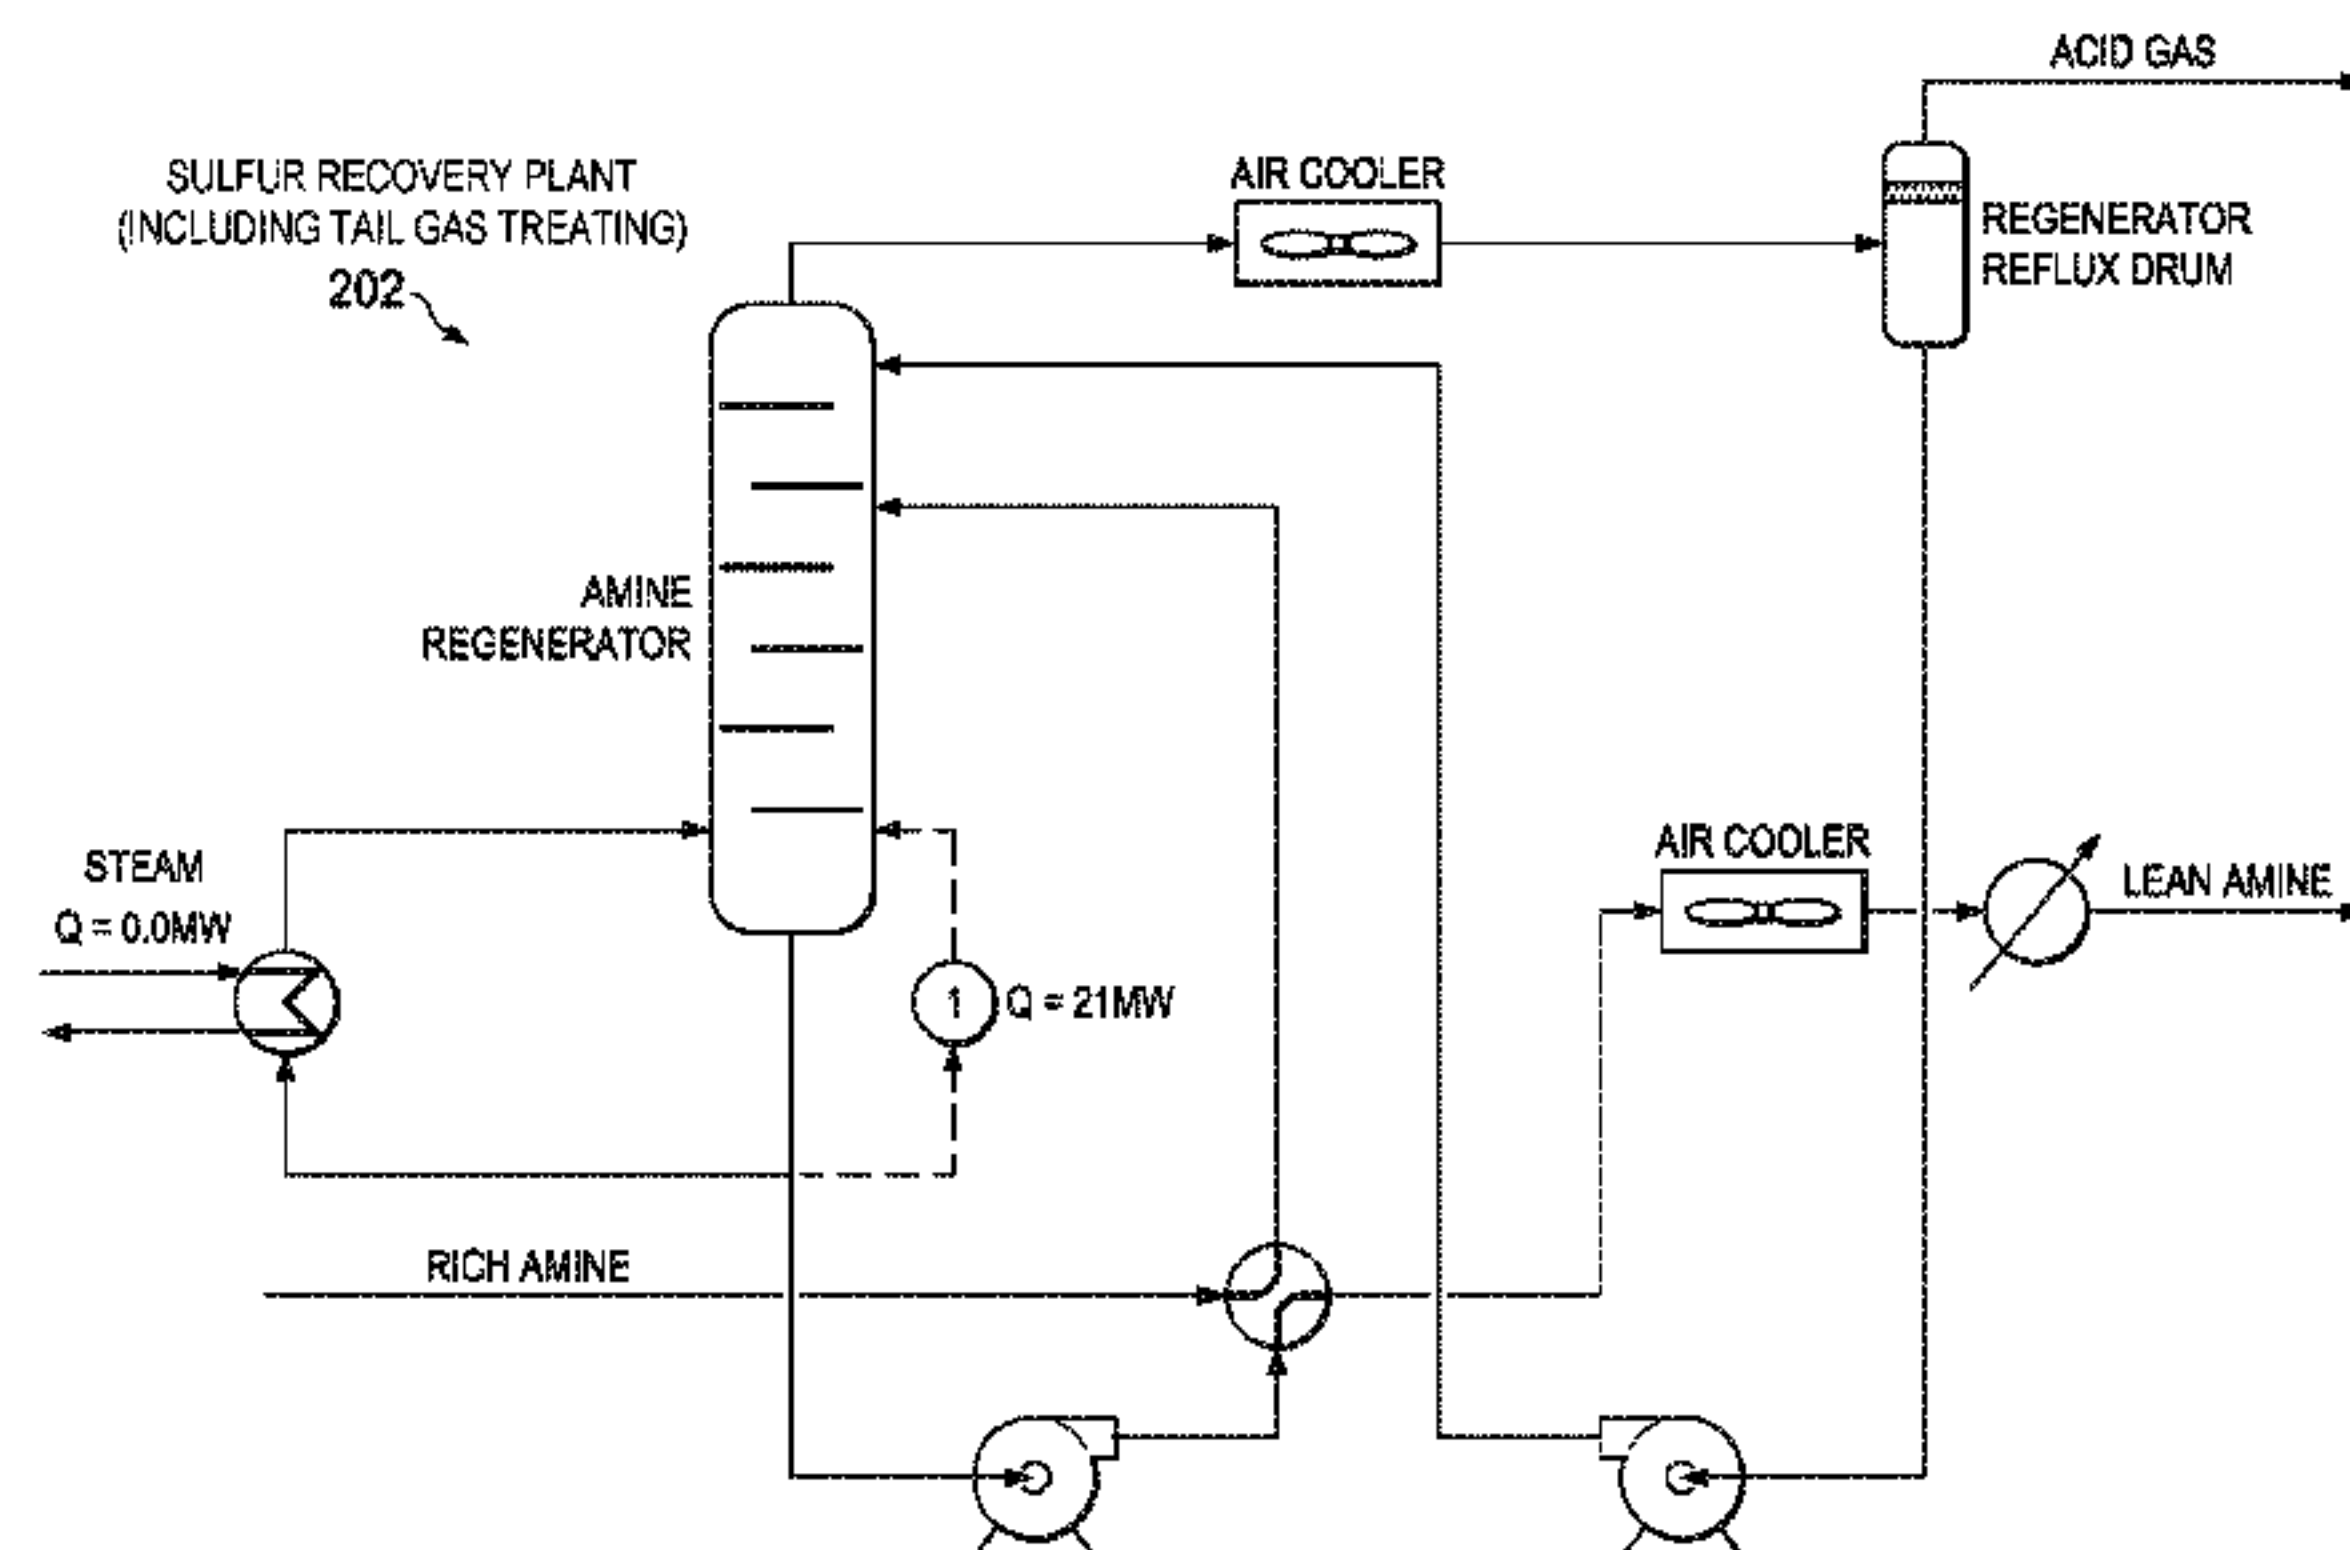 ACID GAS
SULFUR RECOVERY PLANT
(INCLUDING TAIL GAS TREATING)
202
AIR COOLER
REGENERATOR
REFLUX DRUM
AMINE
REGENERATOR
AIR COOLER
STEAM
Q = 0.0MW
LEAN AMINE
1
Q = 21MW
RICH AMINE